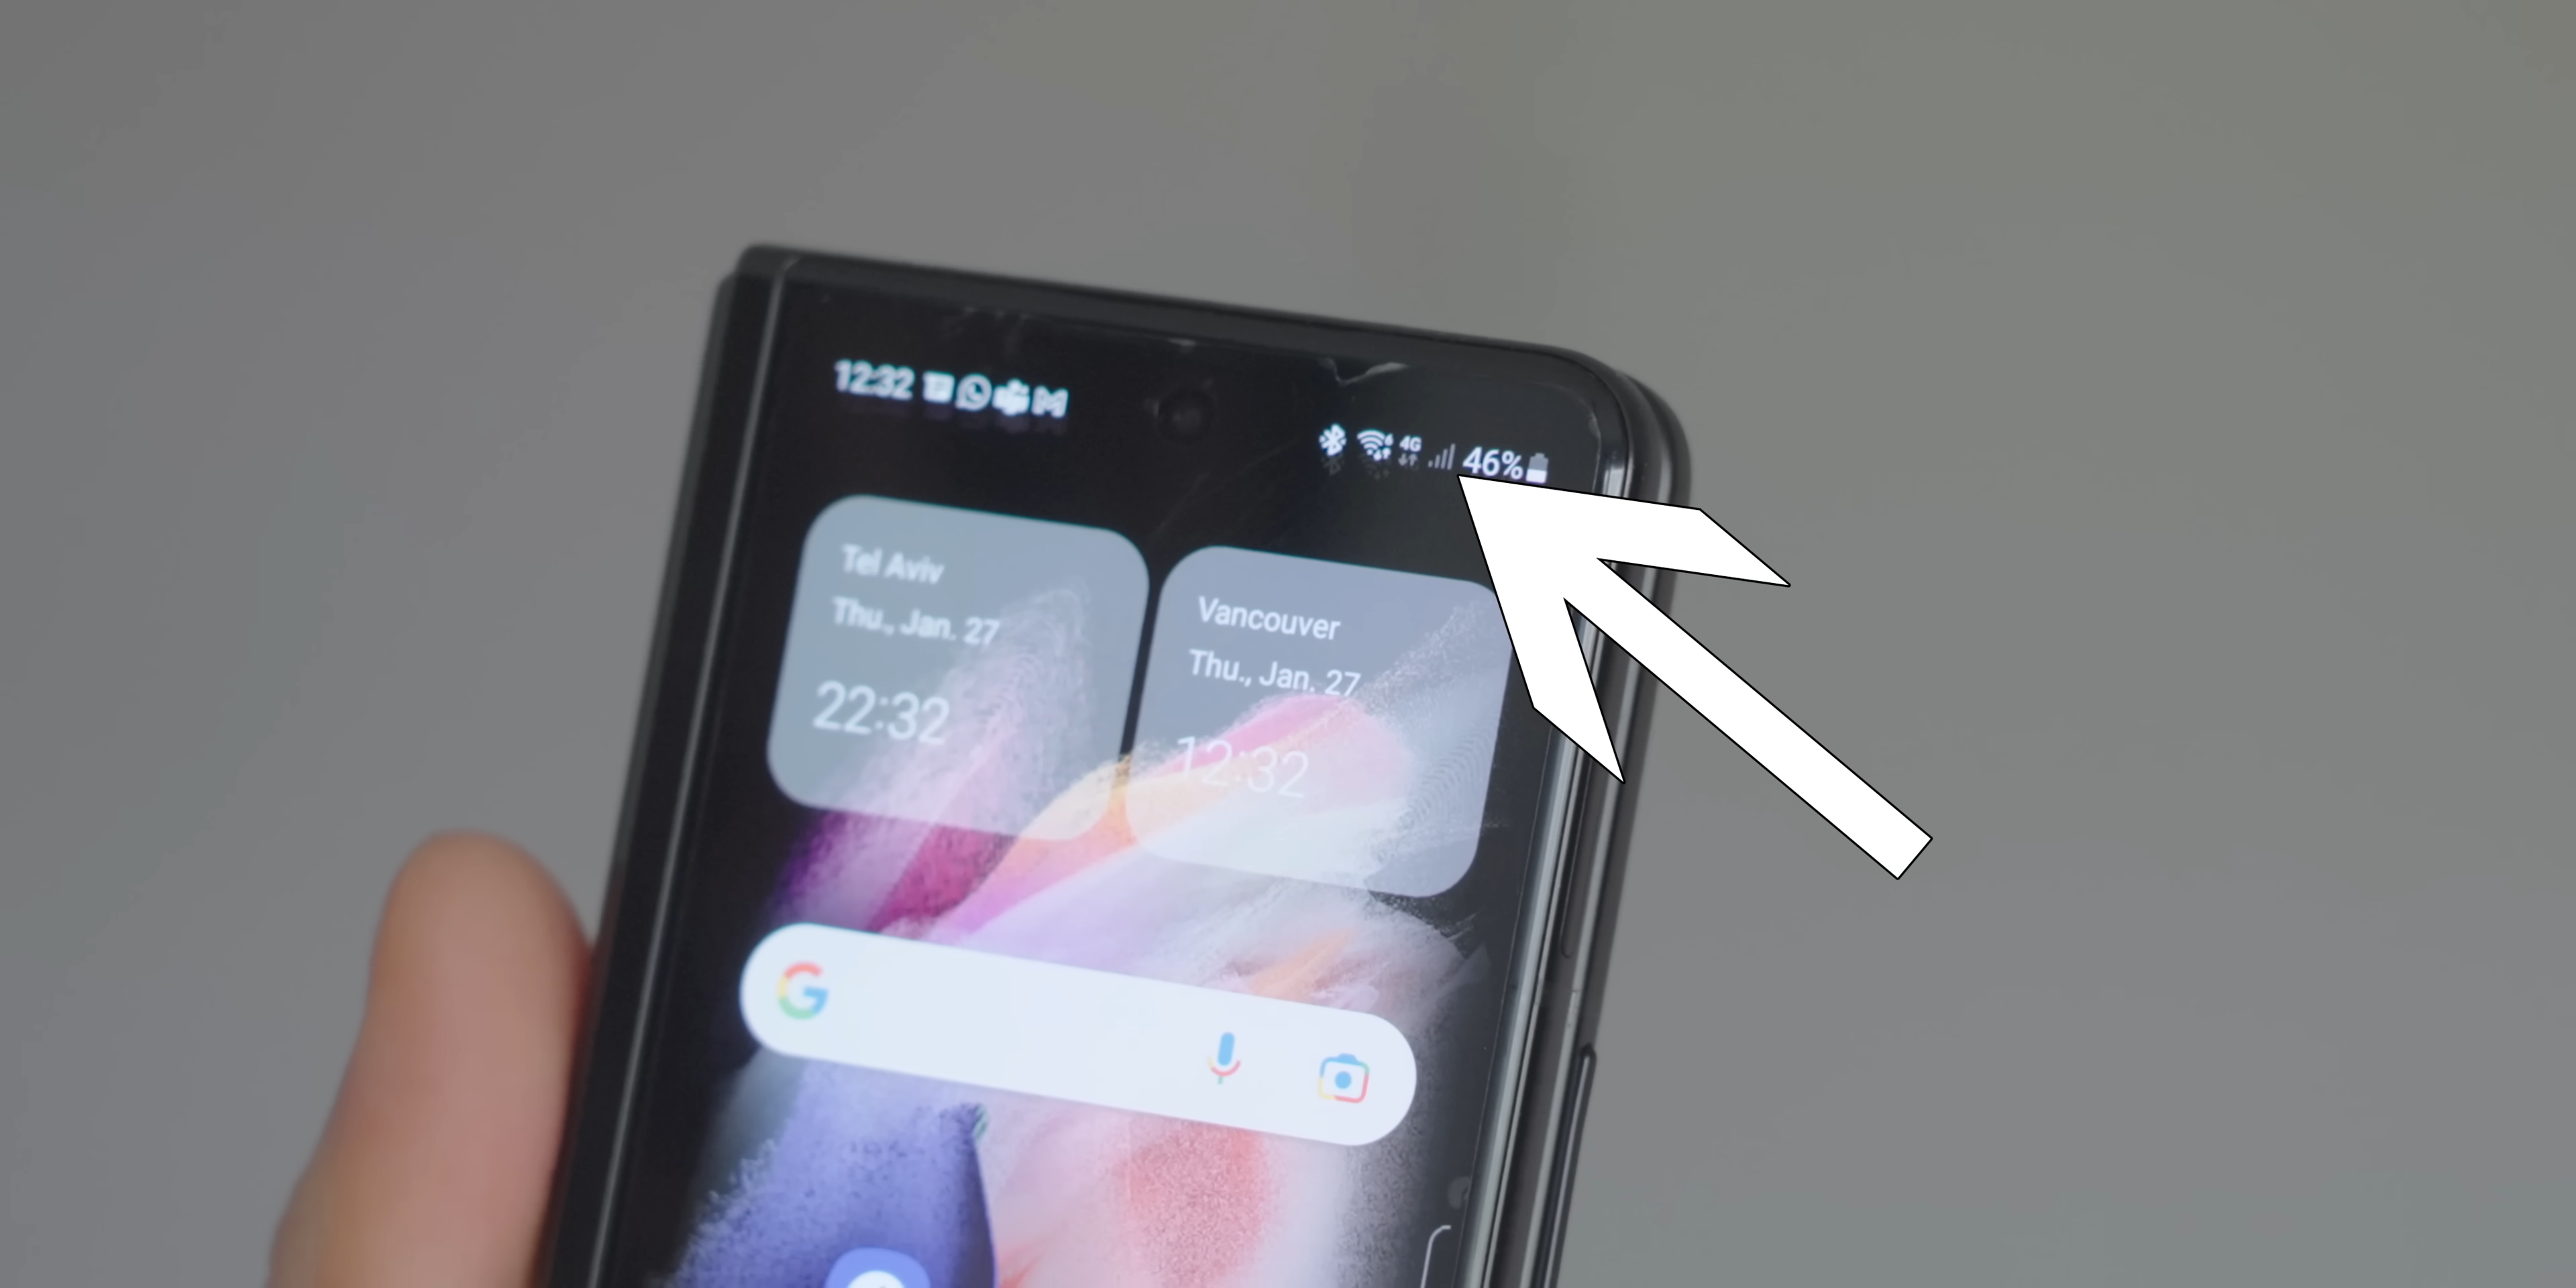 12:32
4G 46%
Tel Aviv
Thu., Jan. 27
22:32
Vancouver
Thu., Jan. 27
12:32